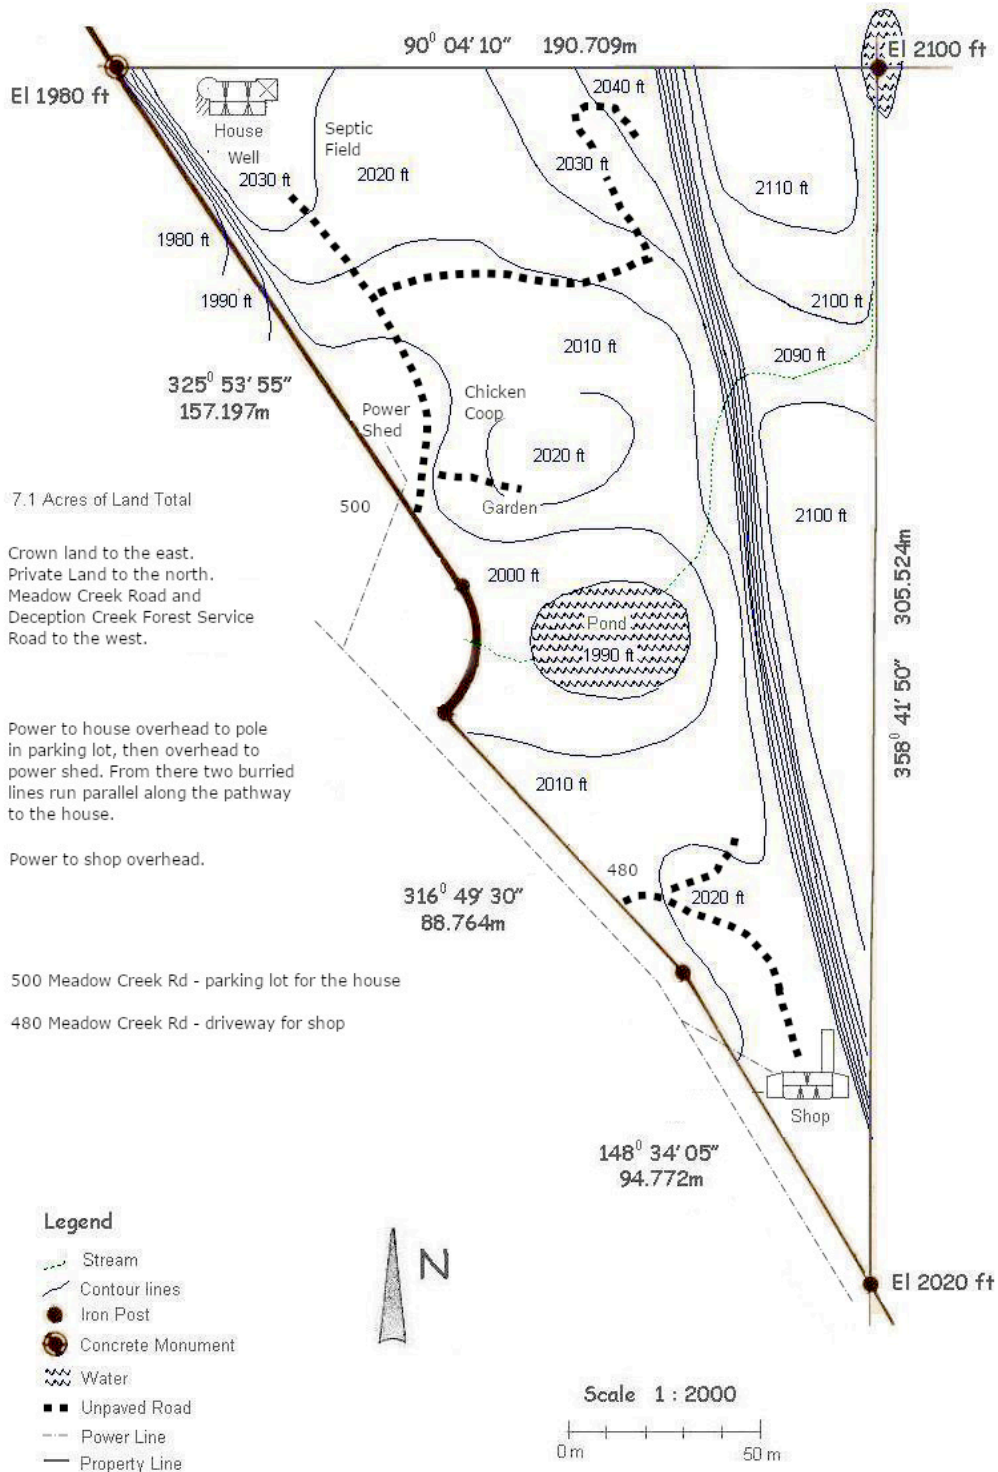 90⁰ 04' 10" 190.709m
El 2100 ft
El 1980 ft
2040 ft
House
Septic
Field
Well
2030 ft
2020 ft
2030 ft
2110 ft
1980 ft
1990 ft
2100 ft
2010 ft
2090 ft
325⁰ 53' 55"
157.197m
Power
Shed
Chicken
Coop
2020 ft
7.1 Acres of Land Total
500
Garden
2100 ft
Crown land to the east.
Private Land to the north.
Meadow Creek Road and
Deception Creek Forest Service
Road to the west.
2000 ft
Pond
1990 ft
358⁰ 41' 50" 305.524m
Power to house overhead to pole
in parking lot, then overhead to
power shed. From there two burried
lines run parallel along the pathway
to the house.
2010 ft
Power to shop overhead.
480
316⁰ 49' 30"
88.764m
2020 ft
500 Meadow Creek Rd - parking lot for the house
480 Meadow Creek Rd - driveway for shop
Shop
148⁰ 34' 05"
94.772m
Legend
Stream
Contour lines
Iron Post
Concrete Monument
Water
Unpaved Road
Power Line
Property Line
N
El 2020 ft
Scale 1 : 2000
0 m 50 m